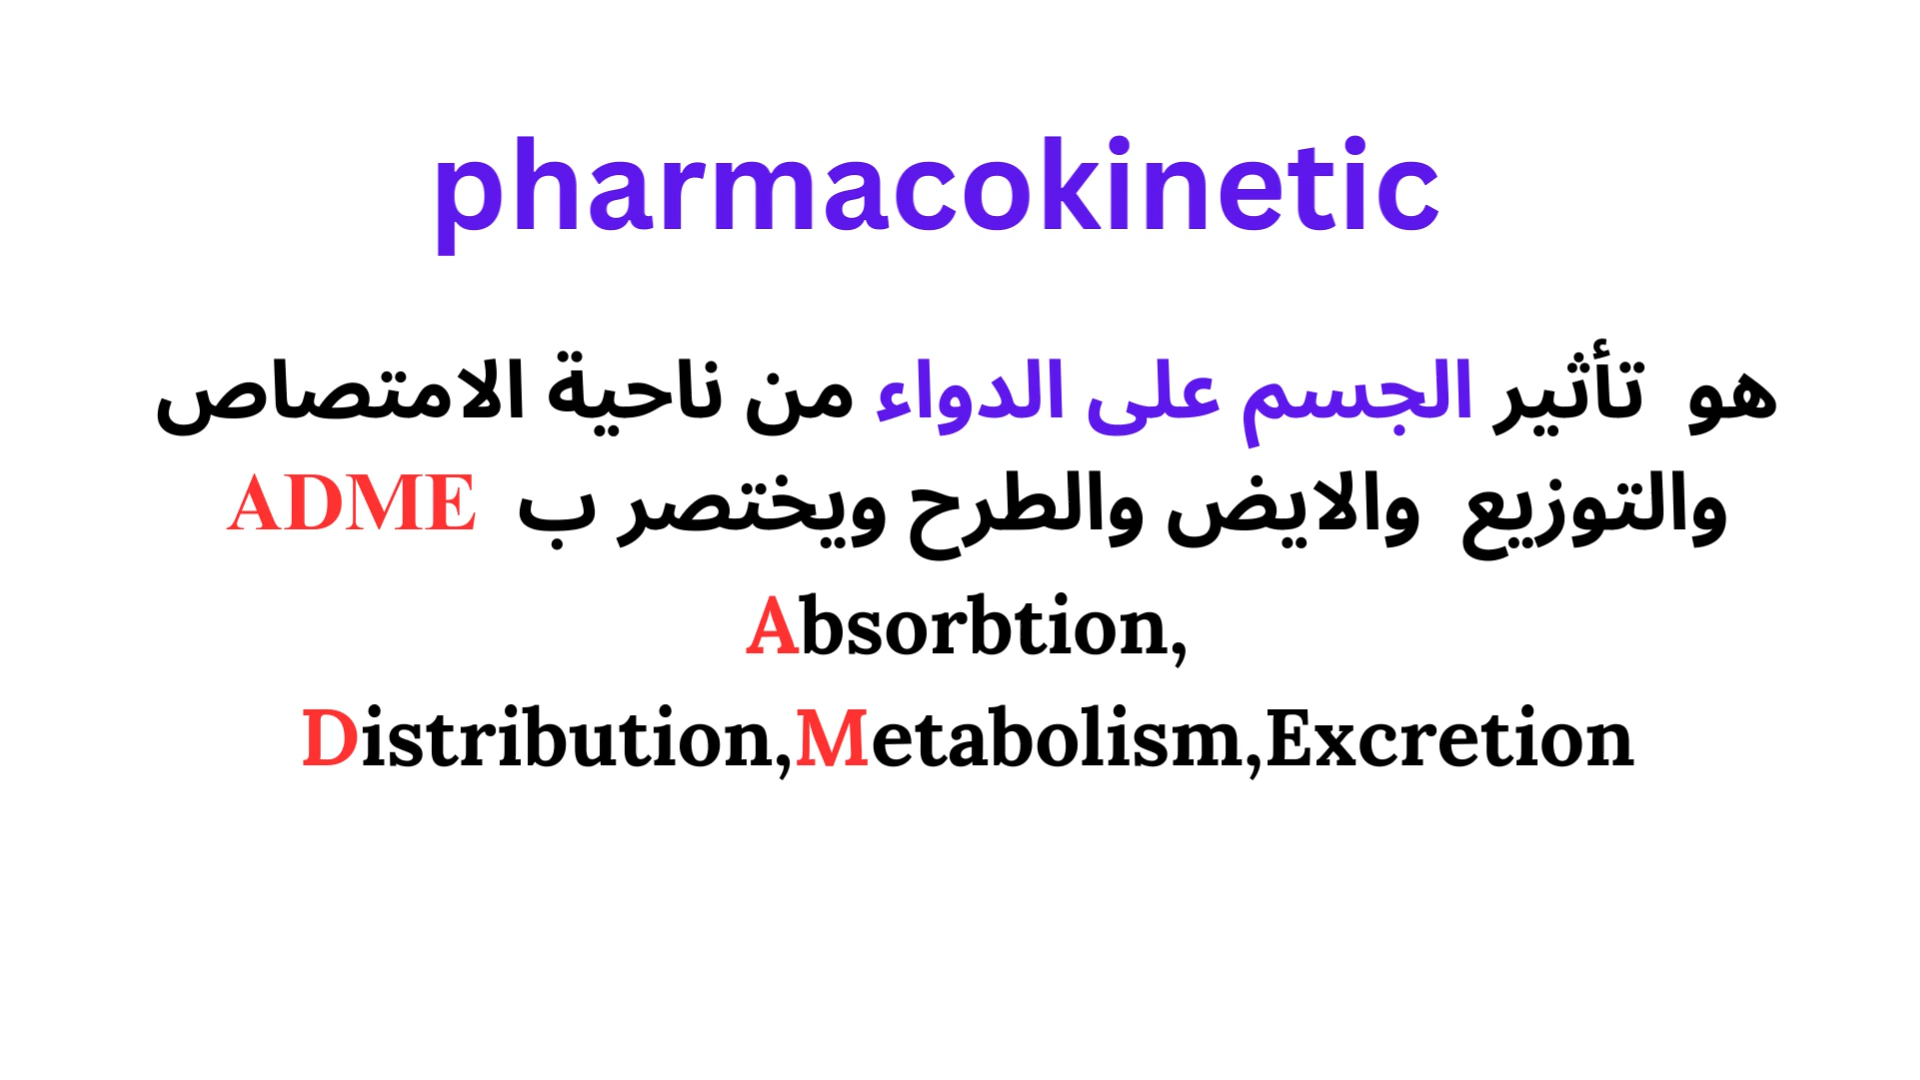 pharmacokinetic
هو تأثير الجسم على الدواء من ناحية الامتصاص
والتوزيع والايض والطرح ويختصر ب ADME
Absorbtion,
Distribution,Metabolism,Excretion